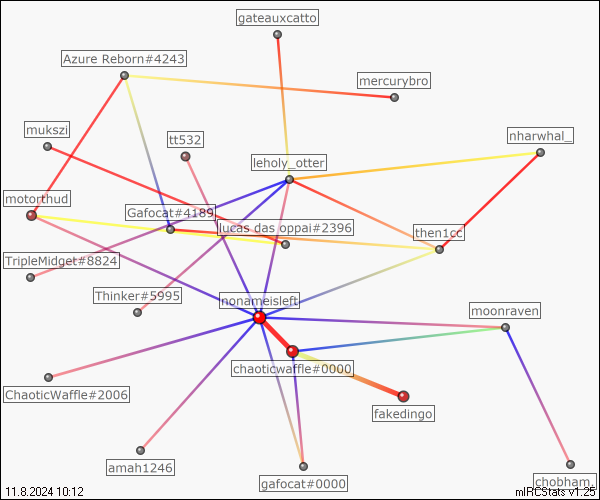 gateauxcatto
Azure Reborn#4243
mercurybro
mukszi
tt532
nharwhal_
leholy_otter
motorthud
Gafocat#4189
lucas das oppai#2396
then1cc
TripleMidget#8824
Thinker#5995
nonameisleft
moonraven
chaoticwaffle#0000
ChaoticWaffle#2006
fakedingo
amah1246
gafocat#0000
chobham.
11.8.2024 10:12
mIRCStats v1.25